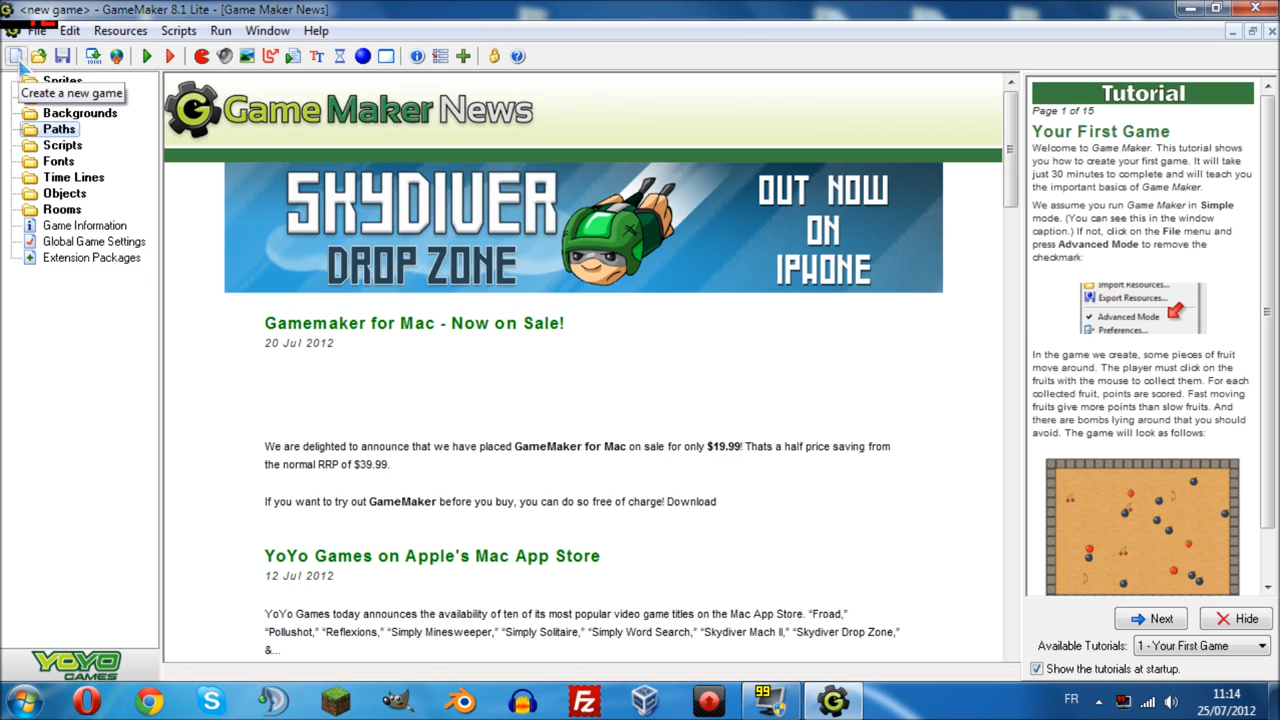 <new game> - GameMaker 8.1 Lite - [Game Maker News]
File Edit Resources Scripts Run Window Help
Sprites
Create a new game
Backgrounds
Paths
Scripts
Fonts
Time Lines
Objects
Rooms
Game Information
Global Game Settings
Extension Packages
YOYO
GAMES
Game Maker News
SKYDIVER
DROP ZONE
OUT NOW
ON
IPHONE
Gamemaker for Mac - Now on Sale!
20 Jul 2012
We are delighted to announce that we have placed GameMaker for Mac on sale for only $19.99! Thats a half price saving from
the normal RRP of $39.99.
If you want to try out GameMaker before you buy, you can do so free of charge! Download
YoYo Games on Apple's Mac App Store
12 Jul 2012
YoYo Games today announces the availability of ten of its most popular video game titles on the Mac App Store. “Froad,”
“Pollushot,” “Reflexions,” “Simply Minesweeper,” “Simply Solitaire,” “Simply Word Search,” “Skydiver Mach II,” “Skydiver Drop Zone,”
&...
Tutorial
Page 1 of 15
Your First Game
Welcome to Game Maker. This tutorial shows
you how to create your first game. It will take
just 30 minutes to complete and will teach you
the important basics of Game Maker.
We assume you run Game Maker in Simple
mode. (You can see this in the window
caption.) If not, click on the File menu and
press Advanced Mode to remove the
checkmark:
Import Resources...
Export Resources...
Advanced Mode
Preferences...
In the game we create, some pieces of fruit
move around. The player must click on the
fruits with the mouse to collect them. For each
collected fruit, points are scored. Fast moving
fruits give more points than slow fruits. And
there are bombs lying around that you should
avoid. The game will look as follows:
Next Hide
Available Tutorials: 1 - Your First Game
Show the tutorials at startup.
99
FR
11:14
25/07/2012